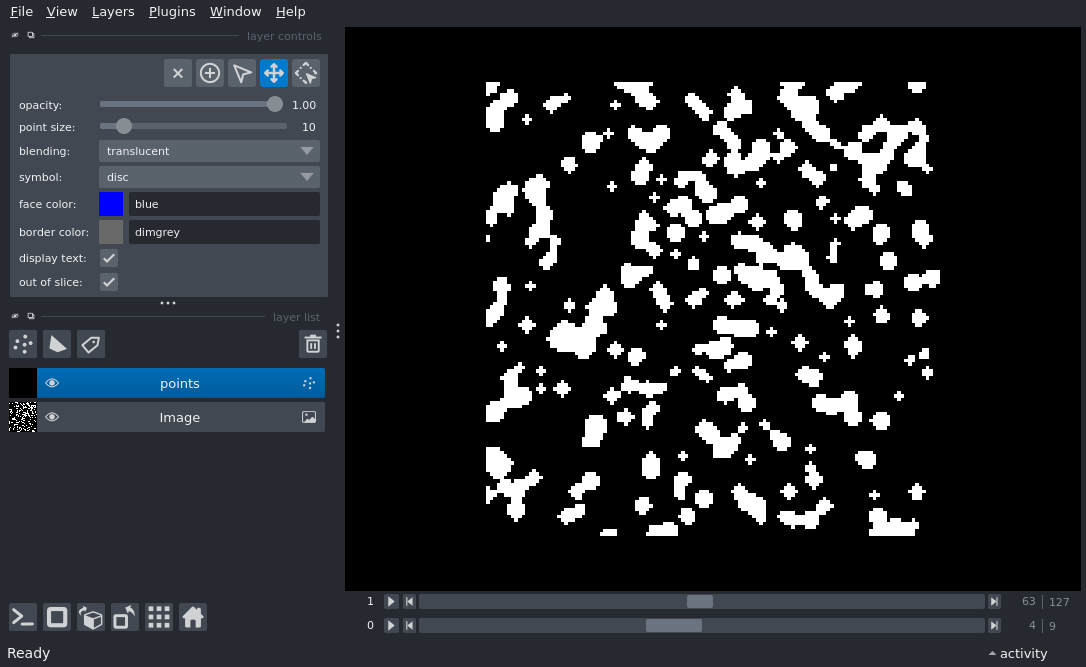 File View Layers Plugins Window Help
layer controls
opacity: 1.00
point size: 10
blending: translucent
symbol: disc
face color: blue
border color: dimgrey
display text:
out of slice:
layer list
points
Image
1 63 127
0 4 9
Ready activity